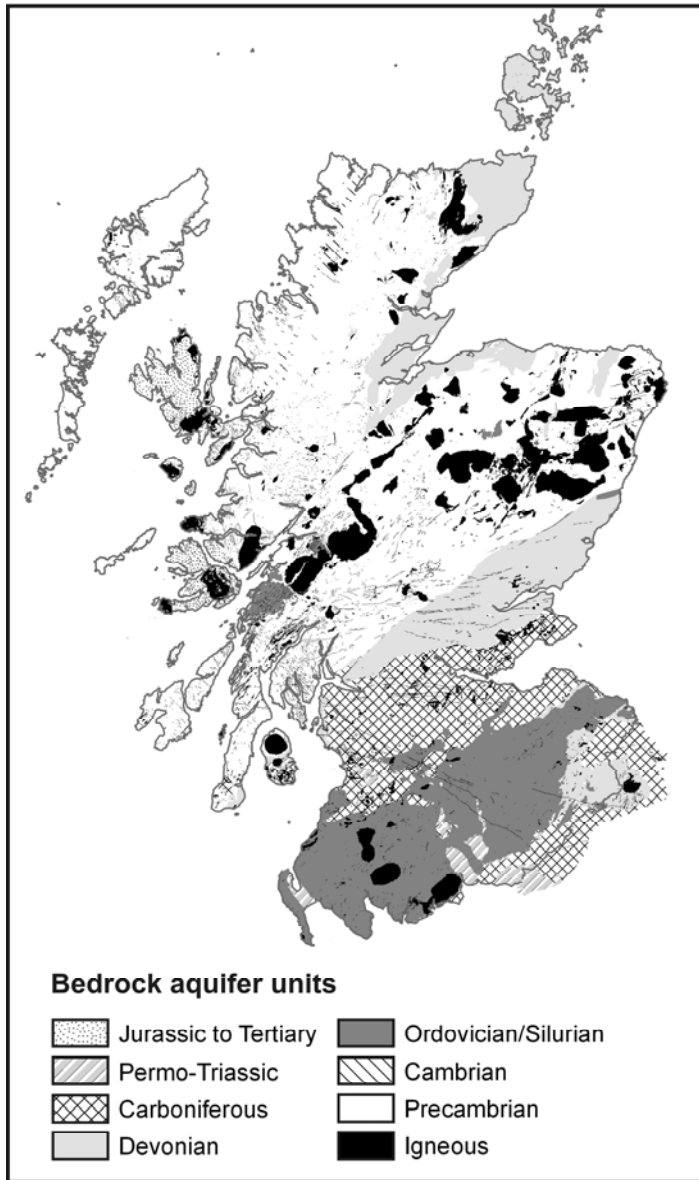 Bedrock aquifer units
Jurassic to Tertiary
Permo-Triassic
Carboniferous
Devonian
Ordovician/Silurian
Cambrian
Precambrian
Igneous